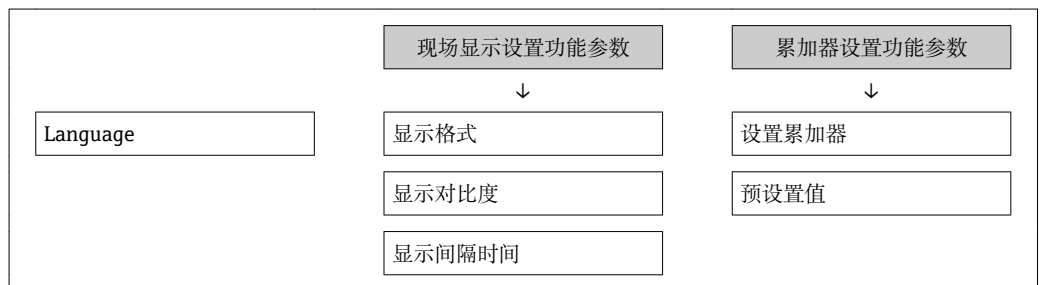 现场显示设置功能参数
累加器设置功能参数
↓
↓
Language
显示格式
设置累加器
显示对比度
预设置值
显示间隔时间